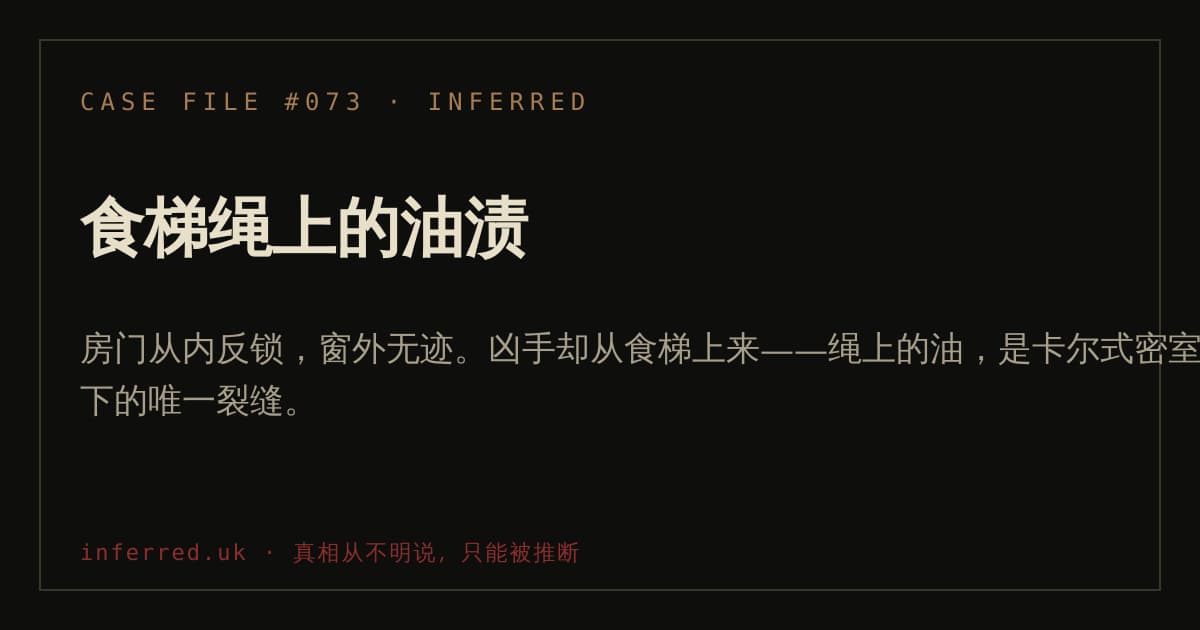 CASE FILE #073 · INFERRED
食梯绳上的油渍
房门从内反锁，窗外无迹。凶手却从食梯上来——绳上的油，是卡尔式密室
下的唯一裂缝。
inferred.uk · 真相从不明说，只能被推断